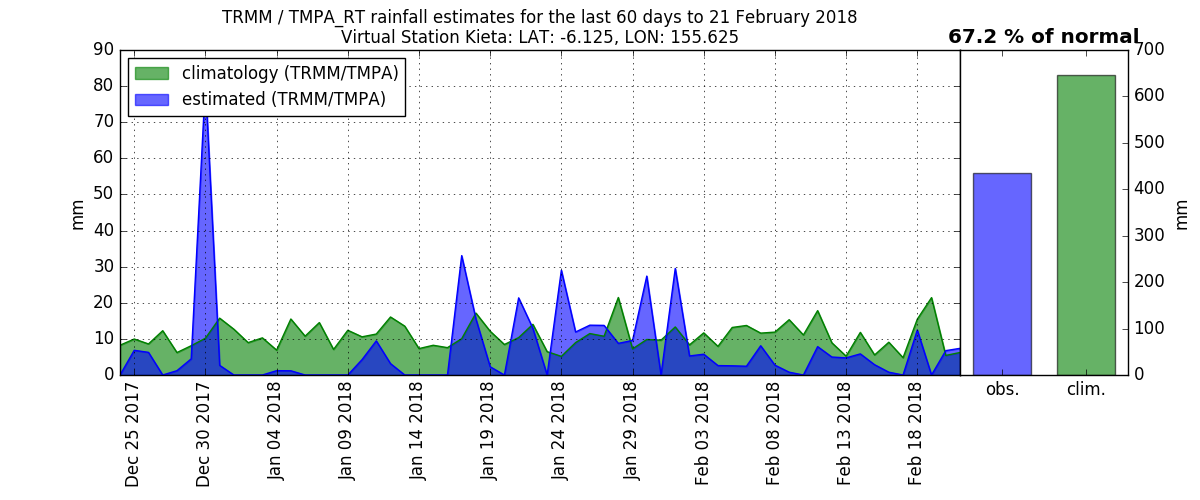 TRMM / TMPA_RT rainfall estimates for the last 60 days to 21 February 2018
Virtual Station Kieta: LAT: -6.125, LON: 155.625
67.2 % of normal
climatology (TRMM/TMPA)
estimated (TRMM/TMPA)
90
80
70
60
50
40
30
20
10
0
mm
Dec 25 2017
Dec 30 2017
Jan 04 2018
Jan 09 2018
Jan 14 2018
Jan 19 2018
Jan 24 2018
Jan 29 2018
Feb 03 2018
Feb 08 2018
Feb 13 2018
Feb 18 2018
700
600
500
400
300
200
100
0
mm
obs.
clim.